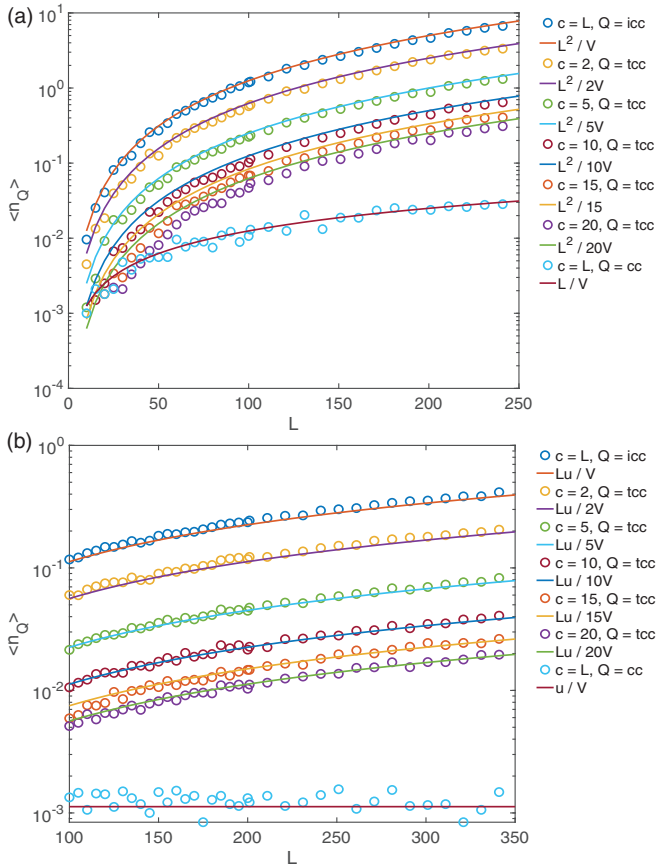 (a)
10^1
10^0
10^-1
10^-2
10^-3
10^-4
<n_Q>
0
50
100
150
200
250
L
c = L, Q = icc
L^2 / V
c = 2, Q = tcc
L^2 / 2V
c = 5, Q = tcc
L^2 / 5V
c = 10, Q = tcc
L^2 / 10V
c = 15, Q = tcc
L^2 / 15
c = 20, Q = tcc
L^2 / 20V
c = L, Q = cc
L / V
(b)
10^0
10^-1
10^-2
10^-3
<n_Q>
100
150
200
250
300
350
L
c = L, Q = icc
Lu / V
c = 2, Q = tcc
Lu / 2V
c = 5, Q = tcc
Lu / 5V
c = 10, Q = tcc
Lu / 10V
c = 15, Q = tcc
Lu / 15V
c = 20, Q = tcc
Lu / 20V
c = L, Q = cc
u / V